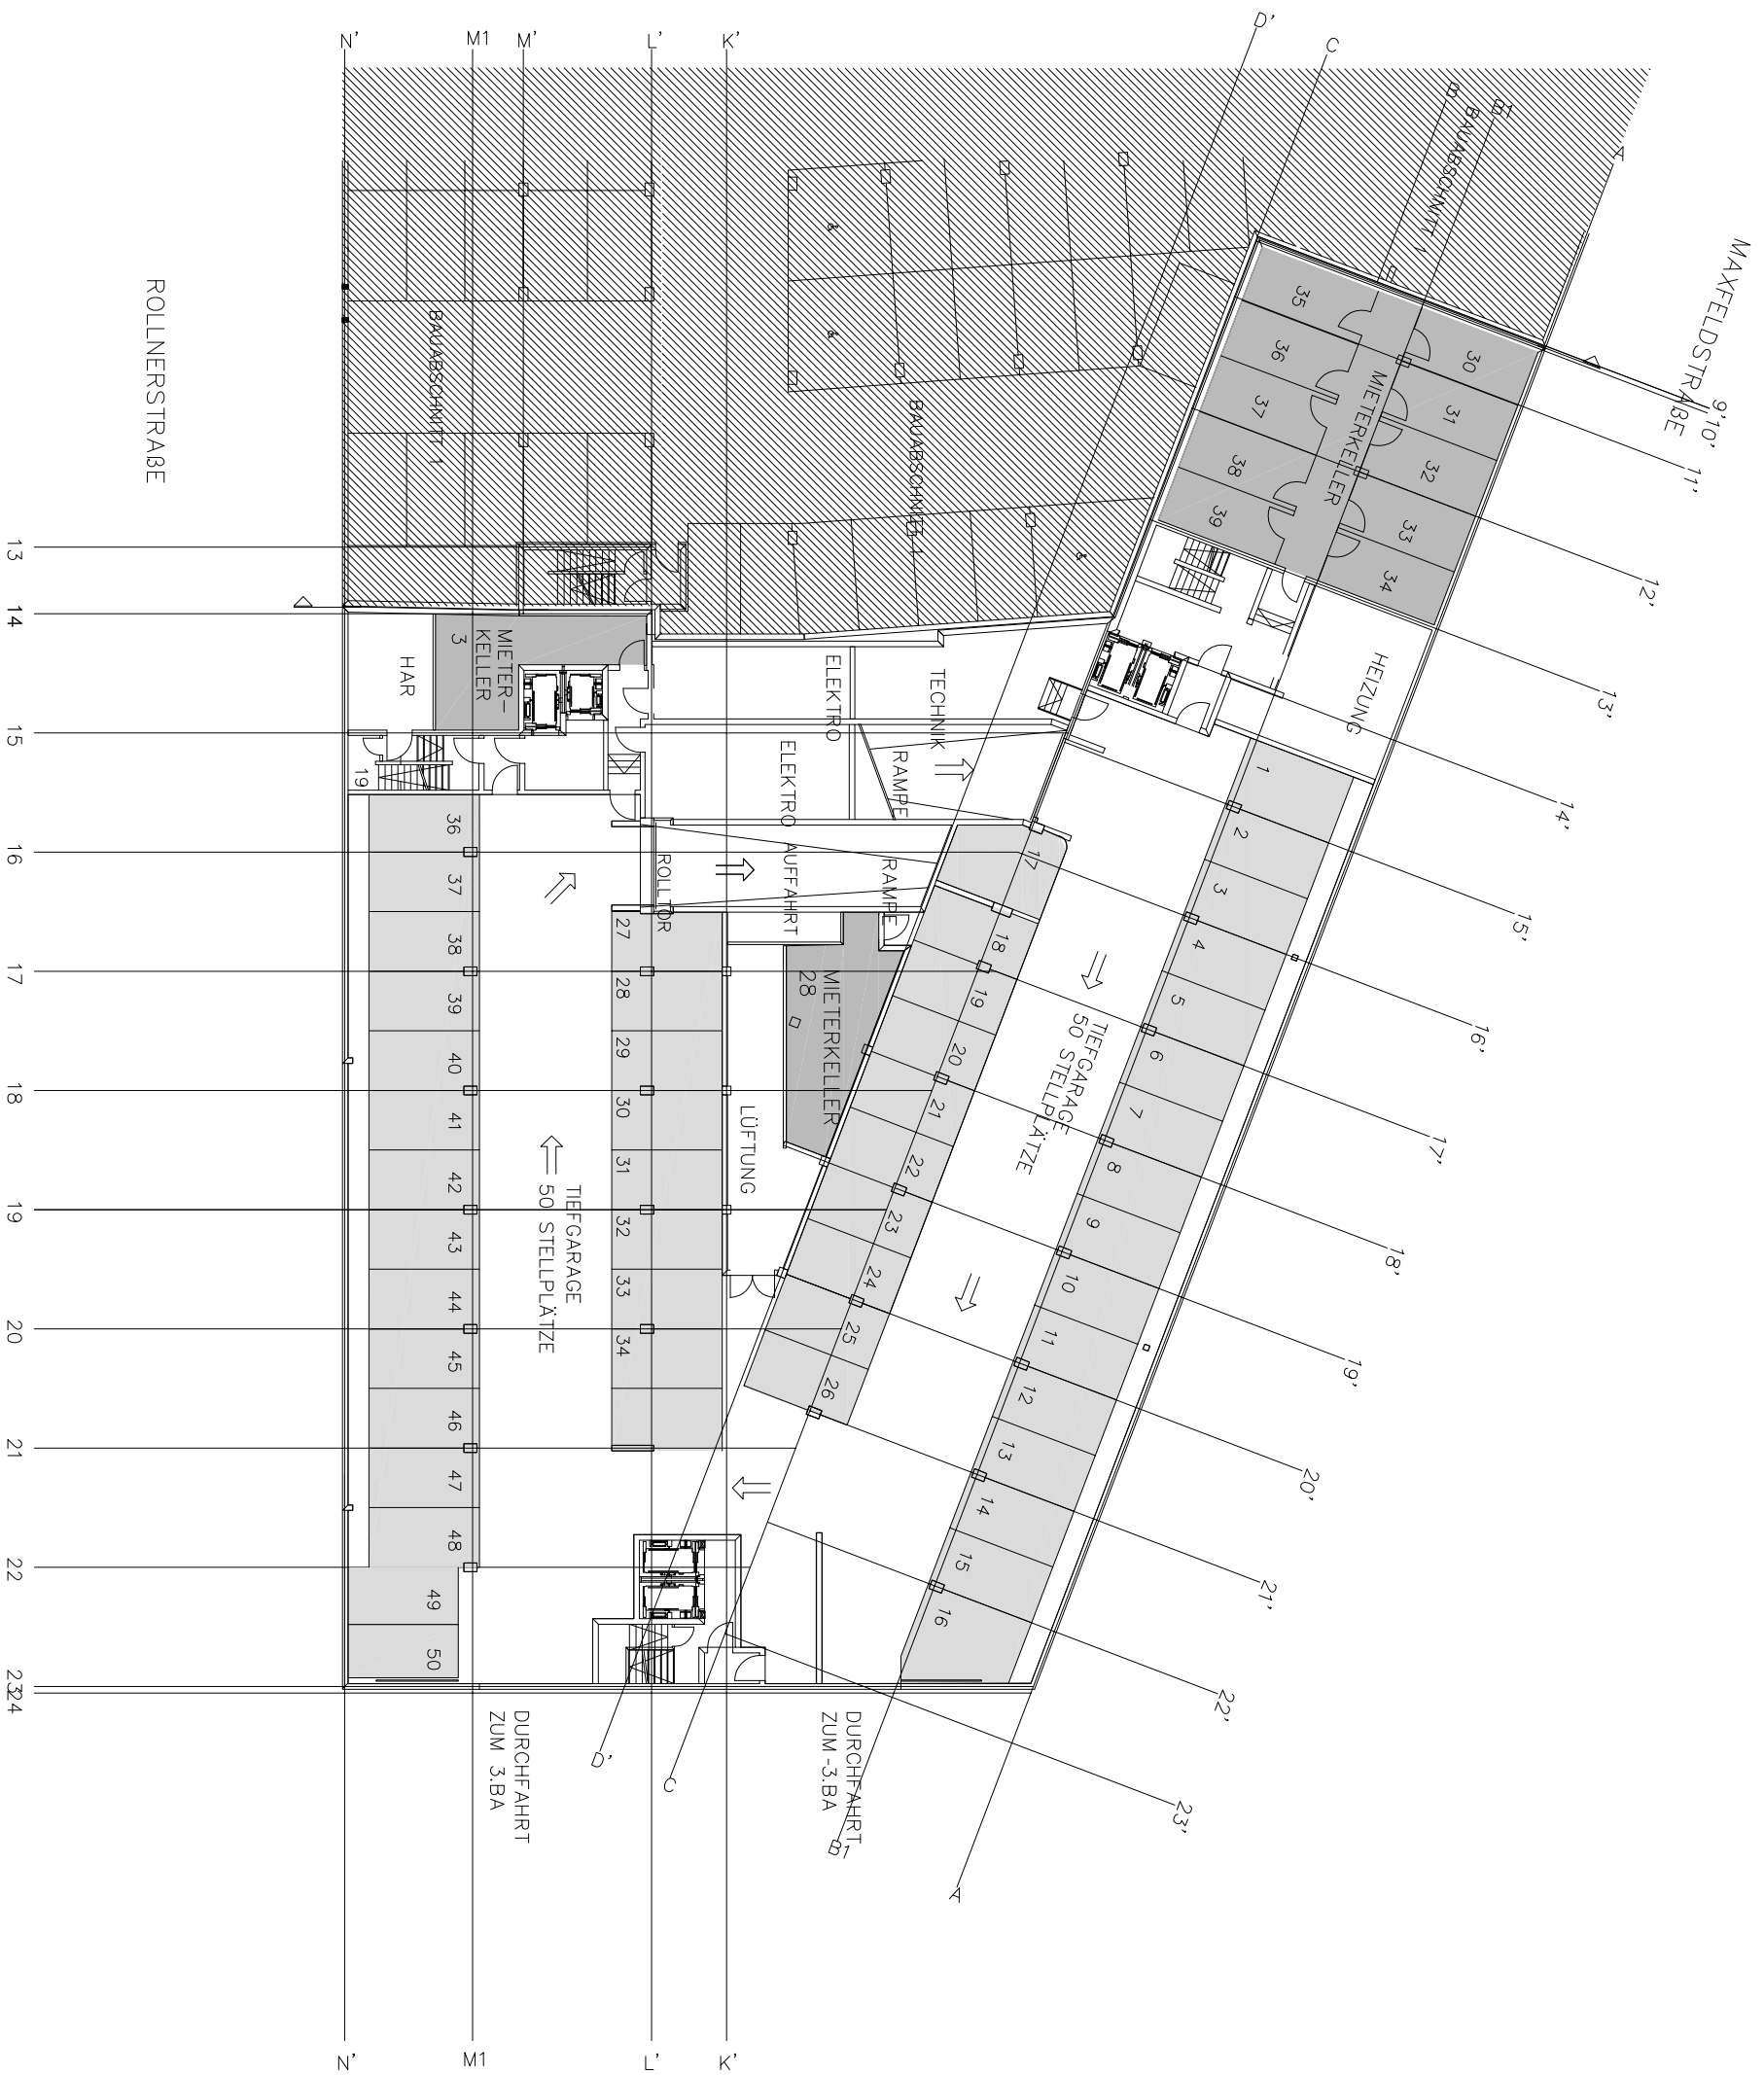 N'
M1
M'
L'
K'
D'
C
B
B1
A
BAUABSCHNITT 1
MAXFELDSTRAßE
9'
10'
11'
12'
13'
14'
15'
16'
17'
18'
19'
20'
21'
22'
23'
ROLLNERSTRAßE
BAUABSCHNITT 1
BAUABSCHNITT 1
13
14
15
16
17
18
19
20
21
22
23
24
35
36
37
38
39
MIETERKELLER
30
31
32
33
34
HEIZUNG
MIETER-
KELLER
3
HAR
19
ELEKTRO
TECHNIK
ELEKTRO
RAMPE
ROLLTOR
AUFFAHRT
RAMPE
MIETERKELLER
28
LÜFTUNG
1
2
3
4
5
6
7
8
9
10
11
12
13
14
15
16
17
18
19
20
21
22
23
24
25
26
TIEFGARAGE
50 STELLPLÄTZE
27
28
29
30
31
32
33
34
TIEFGARAGE
50 STELLPLÄTZE
36
37
38
39
40
41
42
43
44
45
46
47
48
49
50
DURCHFAHRT
ZUM 3.BA
DURCHFAHRT
ZUM -3.BA
D'
C
B1
A
N'
M1
L'
K'